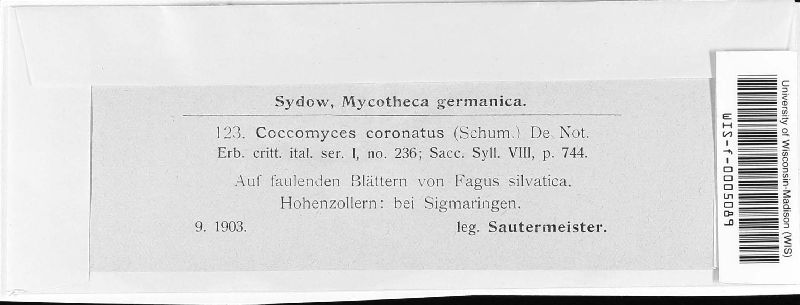 Sydow, Mycotheca germanica.
123. Coccomyces coronatus (Schum.) De Not.
Erb. critt. ital. ser. I, no. 236; Sacc. Syll. VIII, p. 744.
Auf faulenden Blättern von Fagus silvatica.
Hohenzollern: bei Sigmaringen.
9. 1903. leg. Sautermeister.
University of Wisconsin-Madison (WIS)
WIS-f-0005089